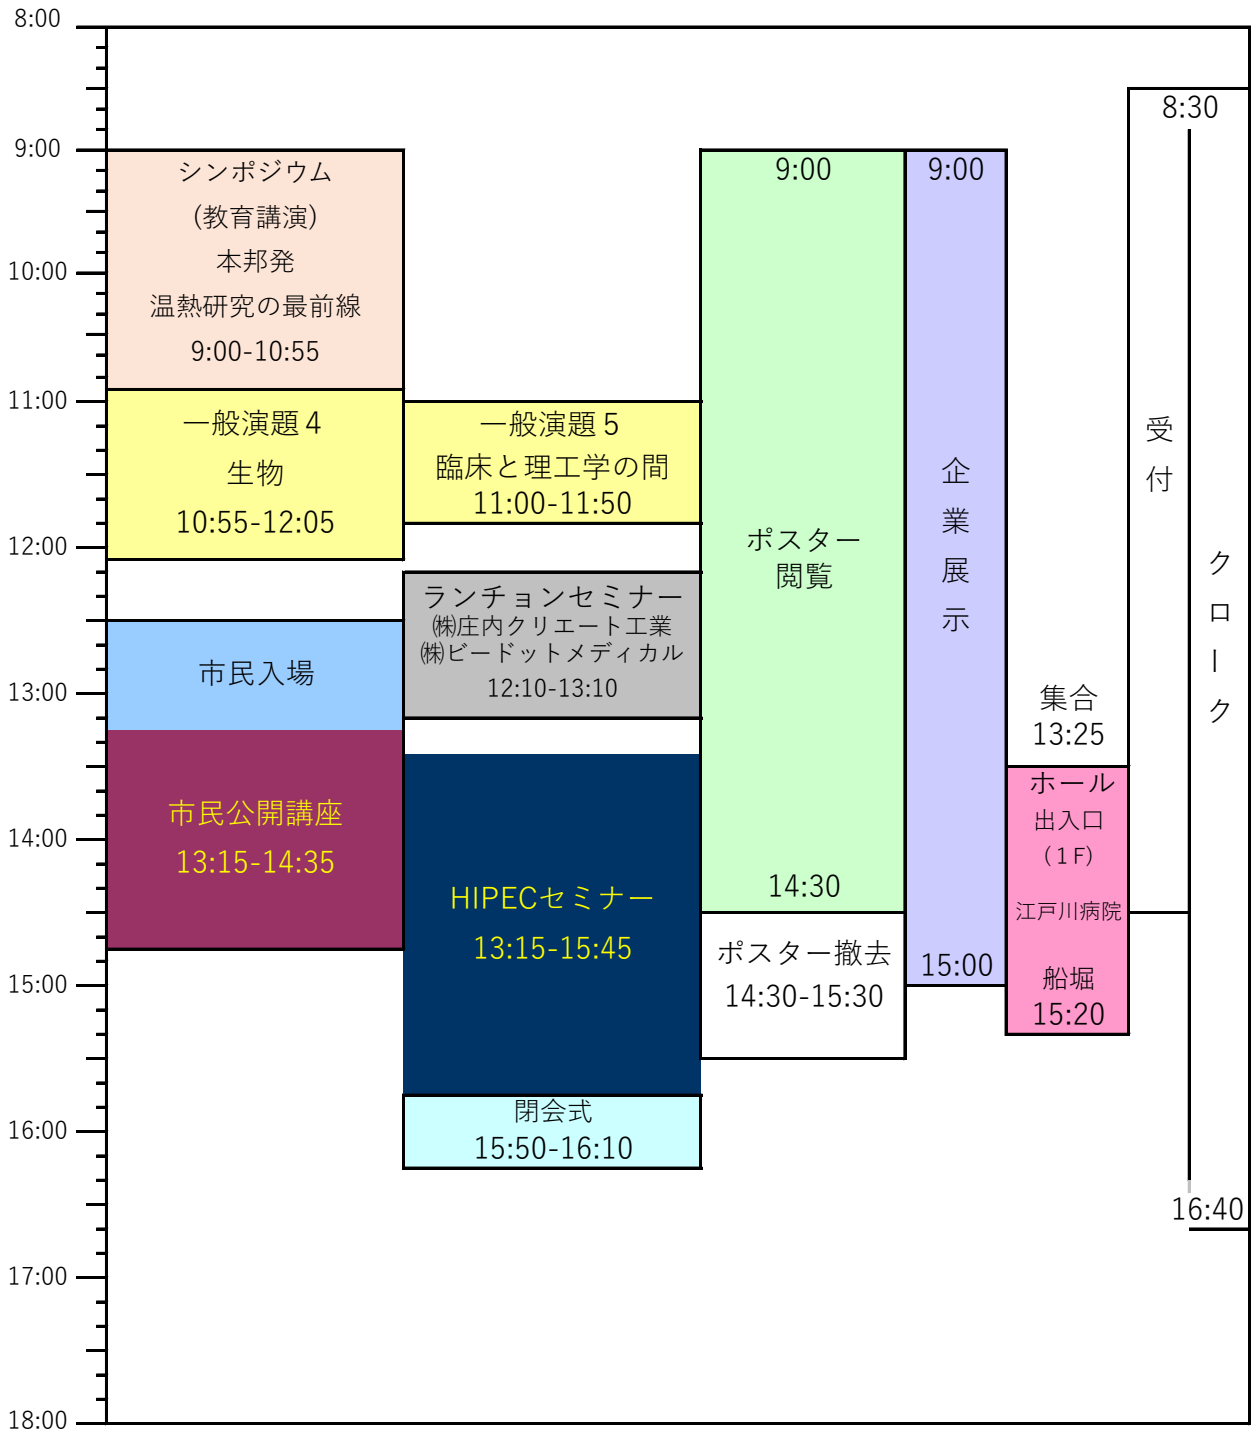 8:00
9:00
10:00
11:00
12:00
13:00
14:00
15:00
16:00
17:00
18:00
シンポジウム
(教育講演)
本邦発
温熱研究の最前線
9:00-10:55
一般演題4
生物
10:55-12:05
市民入場
市民公開講座
13:15-14:35
一般演題5
臨床と理工学の間
11:00-11:50
ランチョンセミナー
㈱庄内クリエート工業
㈱ビードットメディカル
12:10-13:10
HIPECセミナー
13:15-15:45
閉会式
15:50-16:10
9:00
ポスター
閲覧
14:30
ポスター撤去
14:30-15:30
9:00
企
業
展
示
15:00
集合
13:25
ホール
出入口
(1F)
江戸川病院
船堀
15:20
8:30
受
付
ク
ロ
ー
ク
16:40